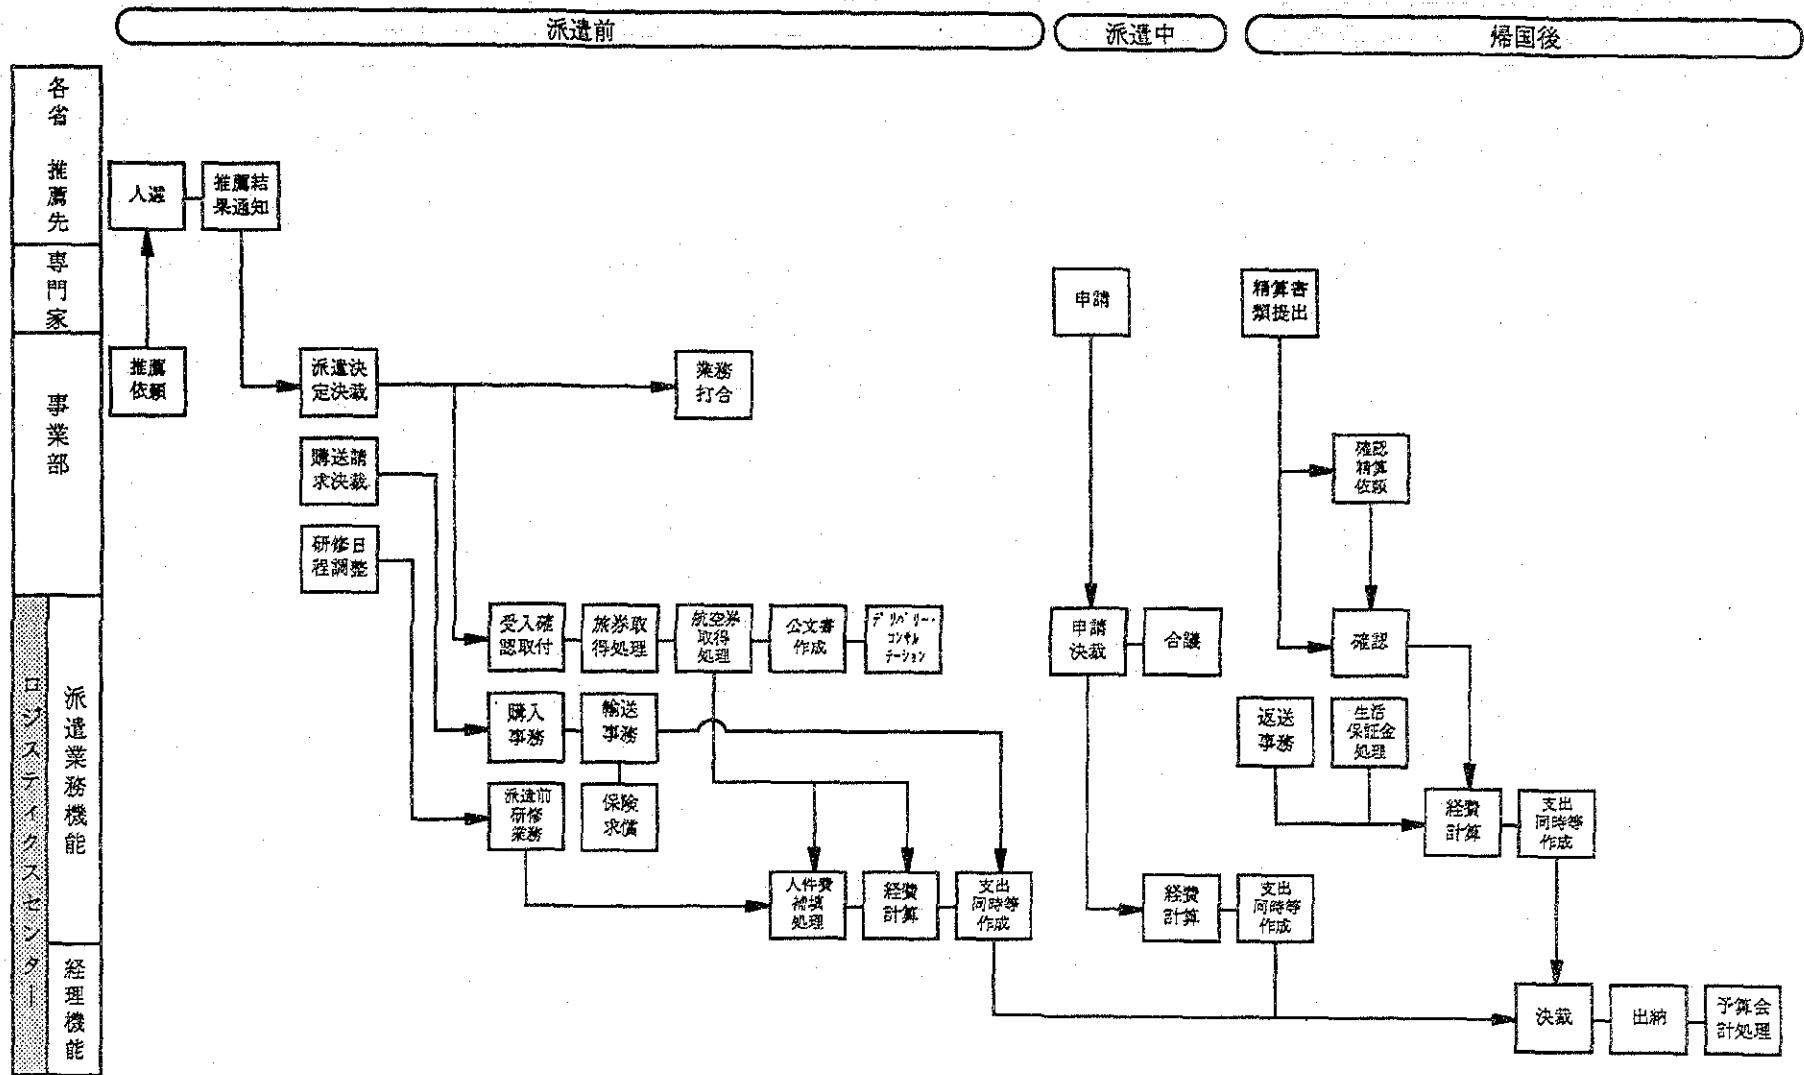 派遣前
派遣中
帰国後
各省
推薦先
専門家
事業部
ロジスティクスセンター
派遣業務機能
経理機能
人選
推薦結
果通知
推薦
依頼
派遣決
定決裁
業務
打合
購送請
求決裁
研修日
程調整
受入確
認取付
旅券取
得処理
航空券
取得
処理
公文書
作成
デリバリー・
コンサル
テーション
購入
事務
輸送
事務
派遣前
研修
業務
保険
求償
人件費
補填
処理
経費
計算
支出
同時等
作成
申請
申請
決裁
合議
経費
計算
支出
同時等
作成
精算書
類提出
確認
精算
依頼
確認
返送
事務
生活
保証金
処理
経費
計算
支出
同時等
作成
決裁
出納
予算会
計処理